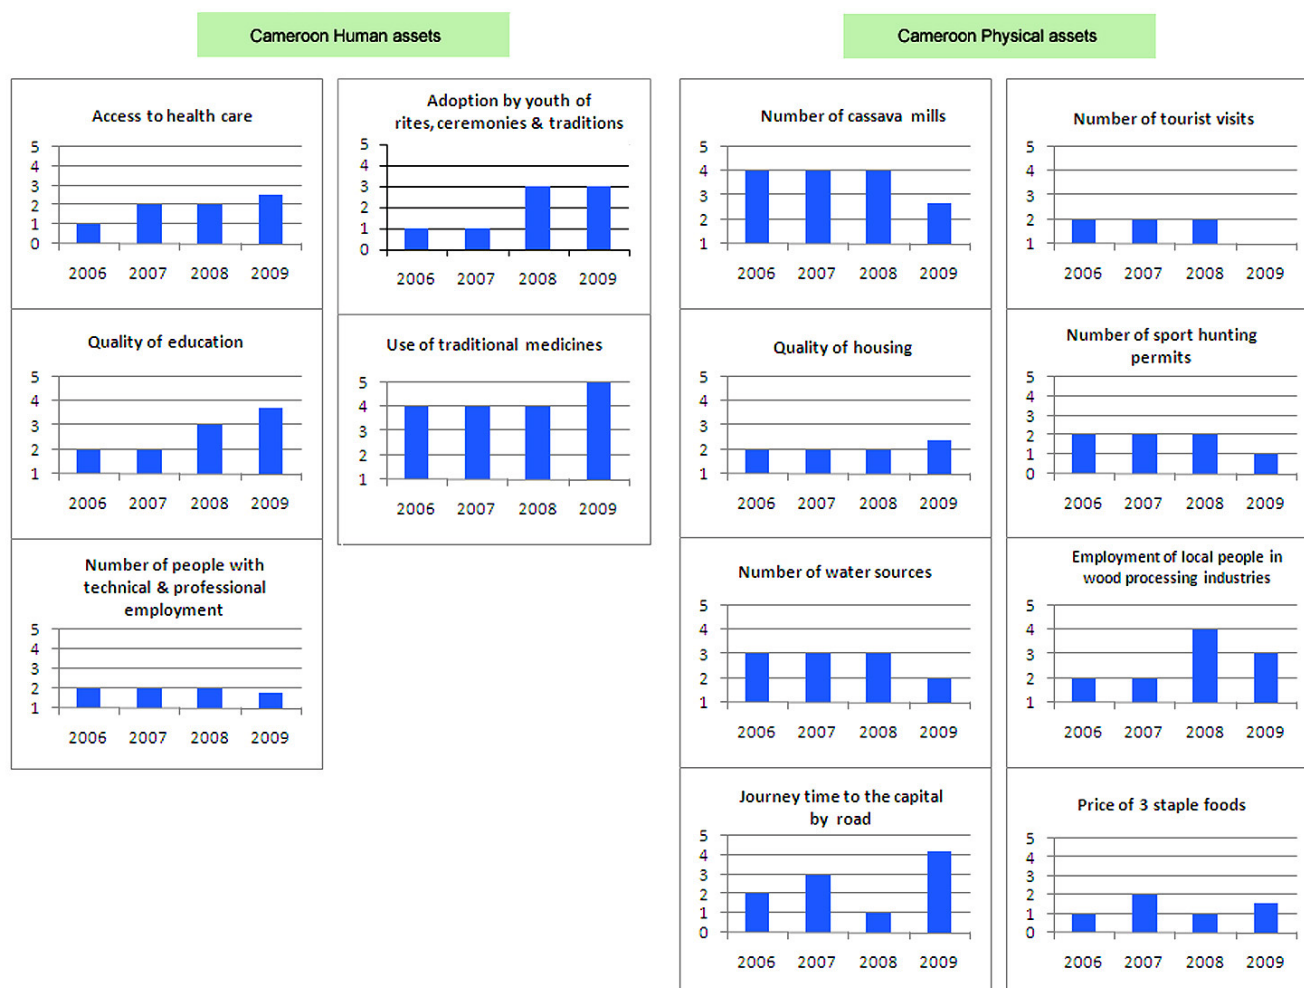 Cameroon Human assets
Access to health care
5
4
3
2
1
0
2006 2007 2008 2009
Adoption by youth of
rites, ceremonies & traditions
5
4
3
2
1
0
2006 2007 2008 2009
Quality of education
5
4
3
2
1
2006 2007 2008 2009
Use of traditional medicines
5
4
3
2
1
2006 2007 2008 2009
Number of people with
technical & professional
employment
5
4
3
2
1
2006 2007 2008 2009
Cameroon Physical assets
Number of cassava mills
5
4
3
2
1
2006 2007 2008 2009
Number of tourist visits
5
4
3
2
1
2006 2007 2008 2009
Quality of housing
5
4
3
2
1
2006 2007 2008 2009
Number of sport hunting
permits
5
4
3
2
1
0
2006 2007 2008 2009
Number of water sources
5
4
3
2
1
2006 2007 2008 2009
Employment of local people in
wood processing industries
5
4
3
2
1
2006 2007 2008 2009
Journey time to the capital
by road
5
4
3
2
1
0
2006 2007 2008 2009
Price of 3 staple foods
5
4
3
2
1
0
2006 2007 2008 2009